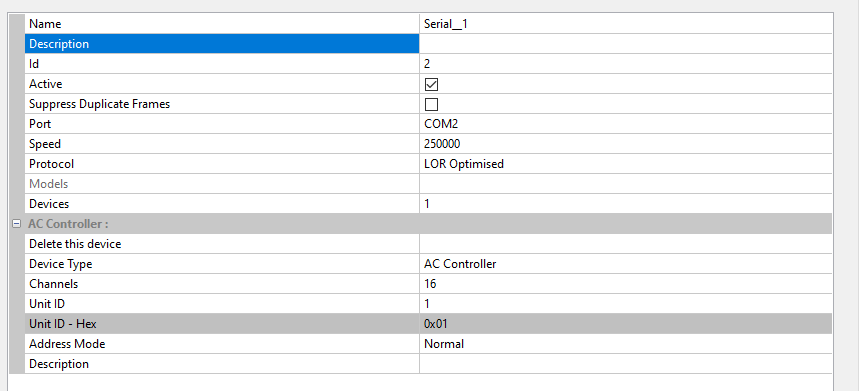 Name Serial__1
Description
Id 2
Active
Suppress Duplicate Frames
Port COM2
Speed 250000
Protocol LOR Optimised
Models
Devices 1
AC Controller :
Delete this device
Device Type AC Controller
Channels 16
Unit ID 1
Unit ID - Hex 0x01
Address Mode Normal
Description